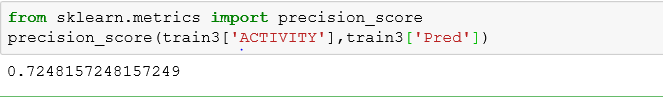 from sklearn.metrics import precision_score
precision_score(train3['ACTIVITY'],train3['Pred'])
0.7248157248157249